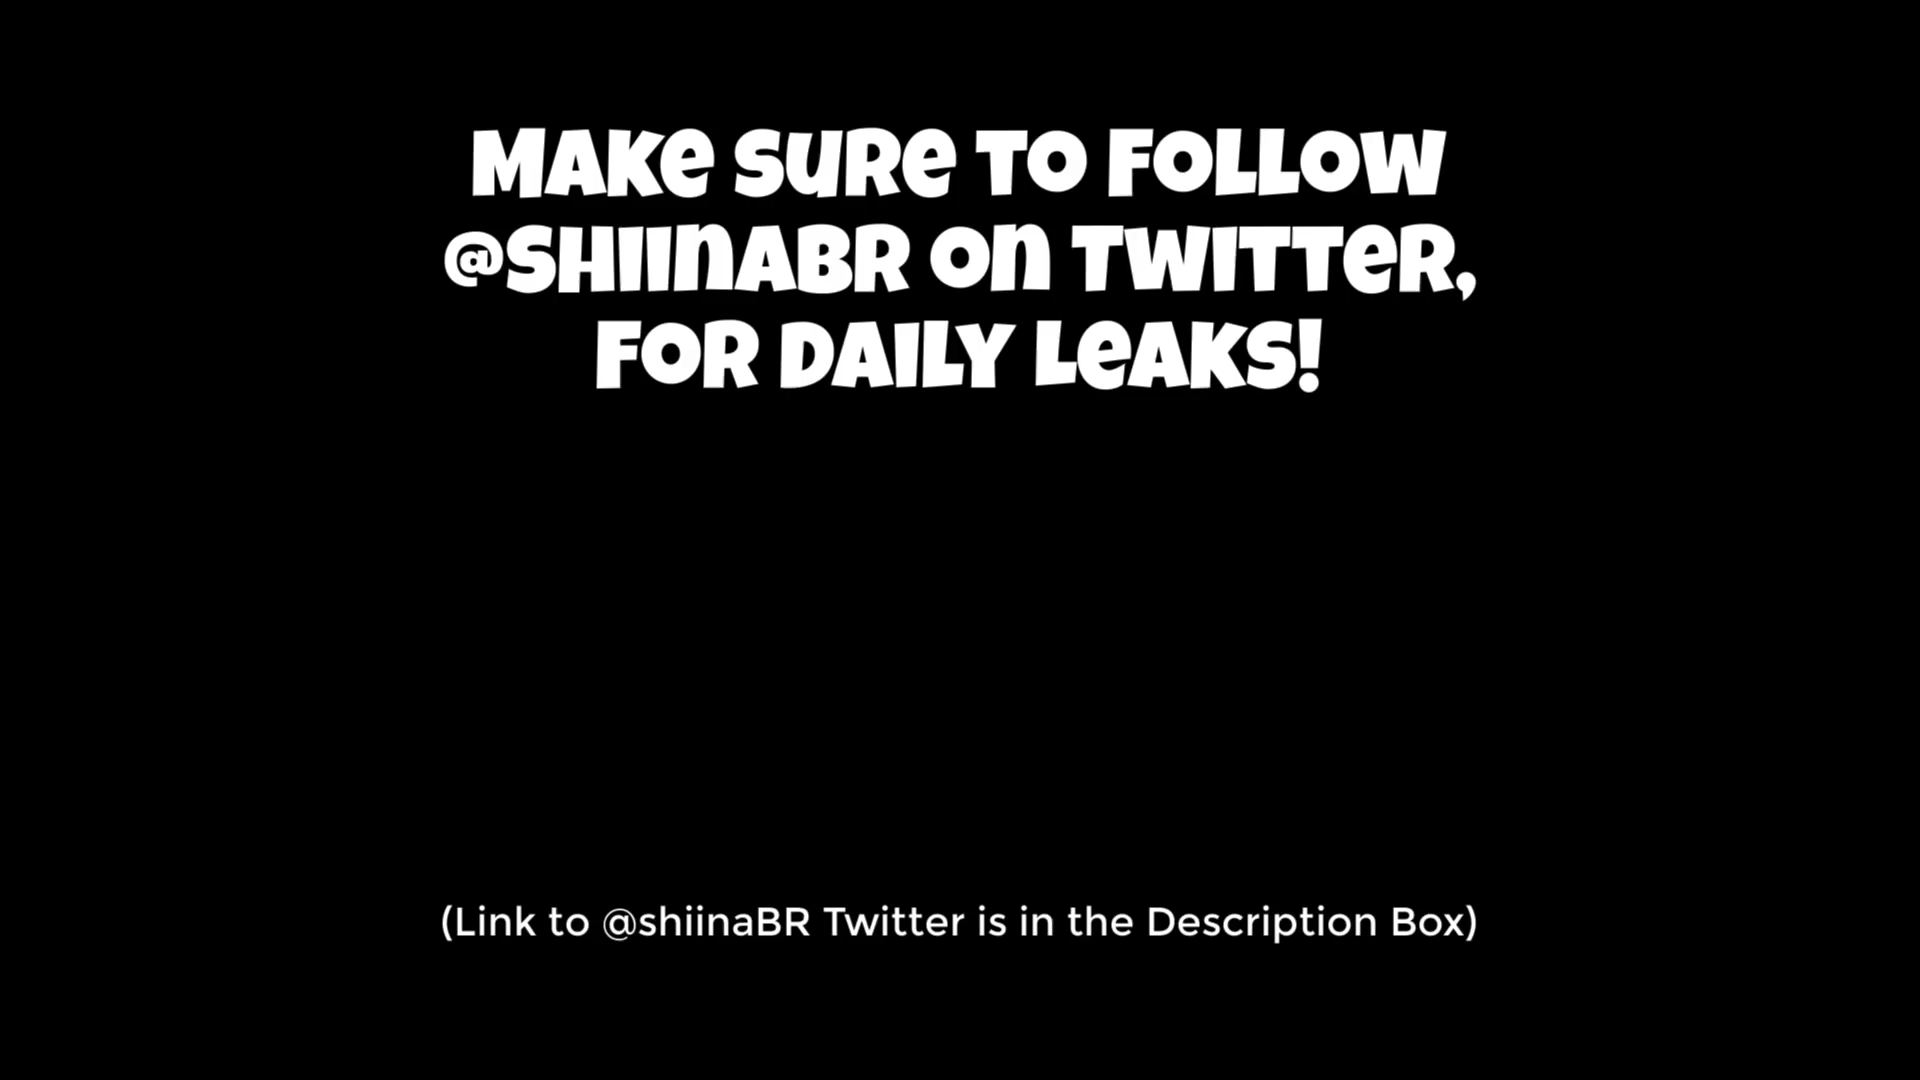 Make sure to follow
@shiinaBR on Twitter,
for daily leaks!
(Link to @shiinaBR Twitter is in the Description Box)